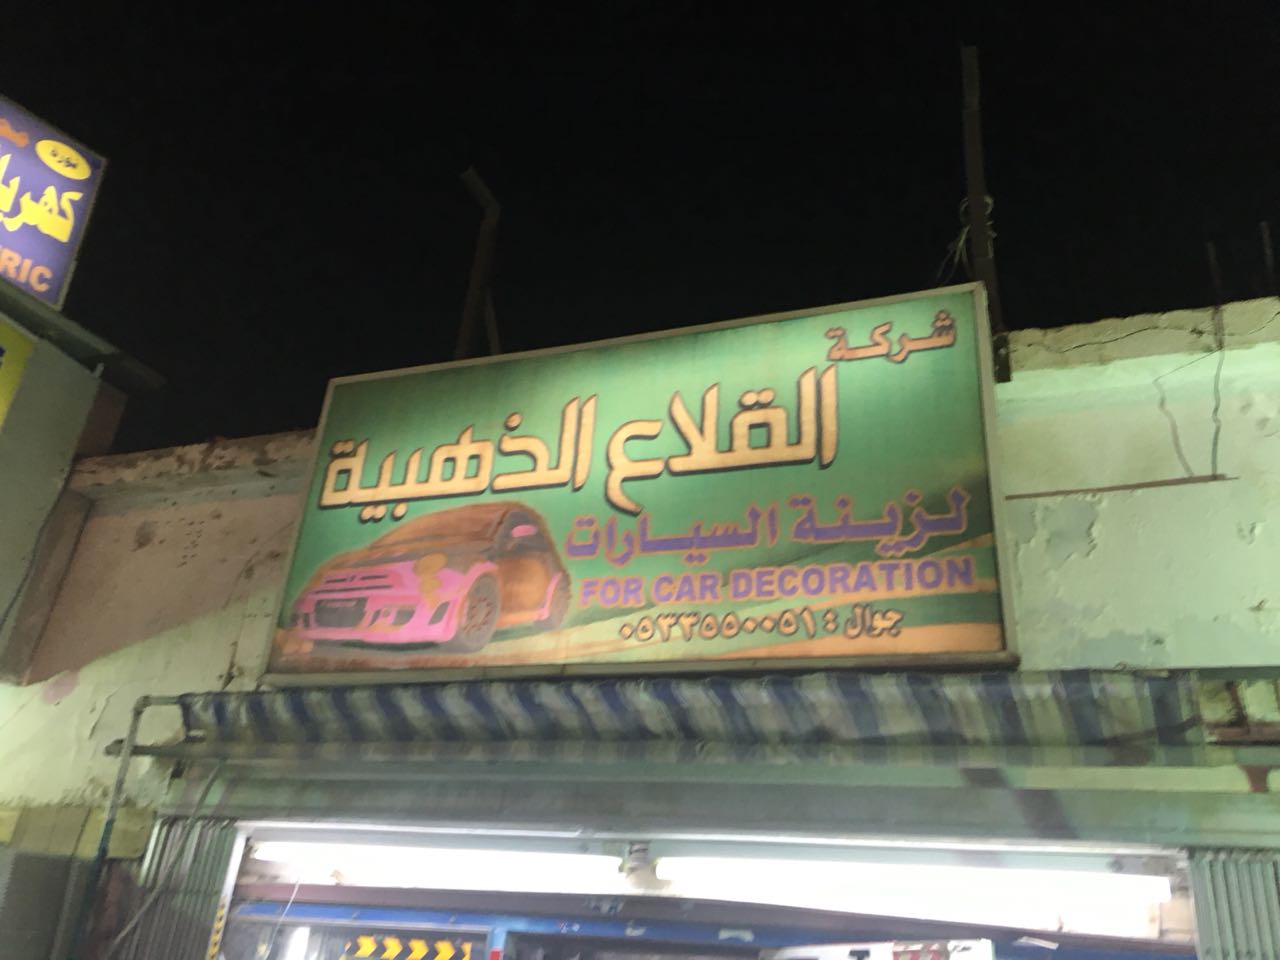 شركة
القلاع الذهبية
لزينة السيارات
FOR CAR DECORATION
جوال : ٠٥٣٣٥٥٠٠٥١